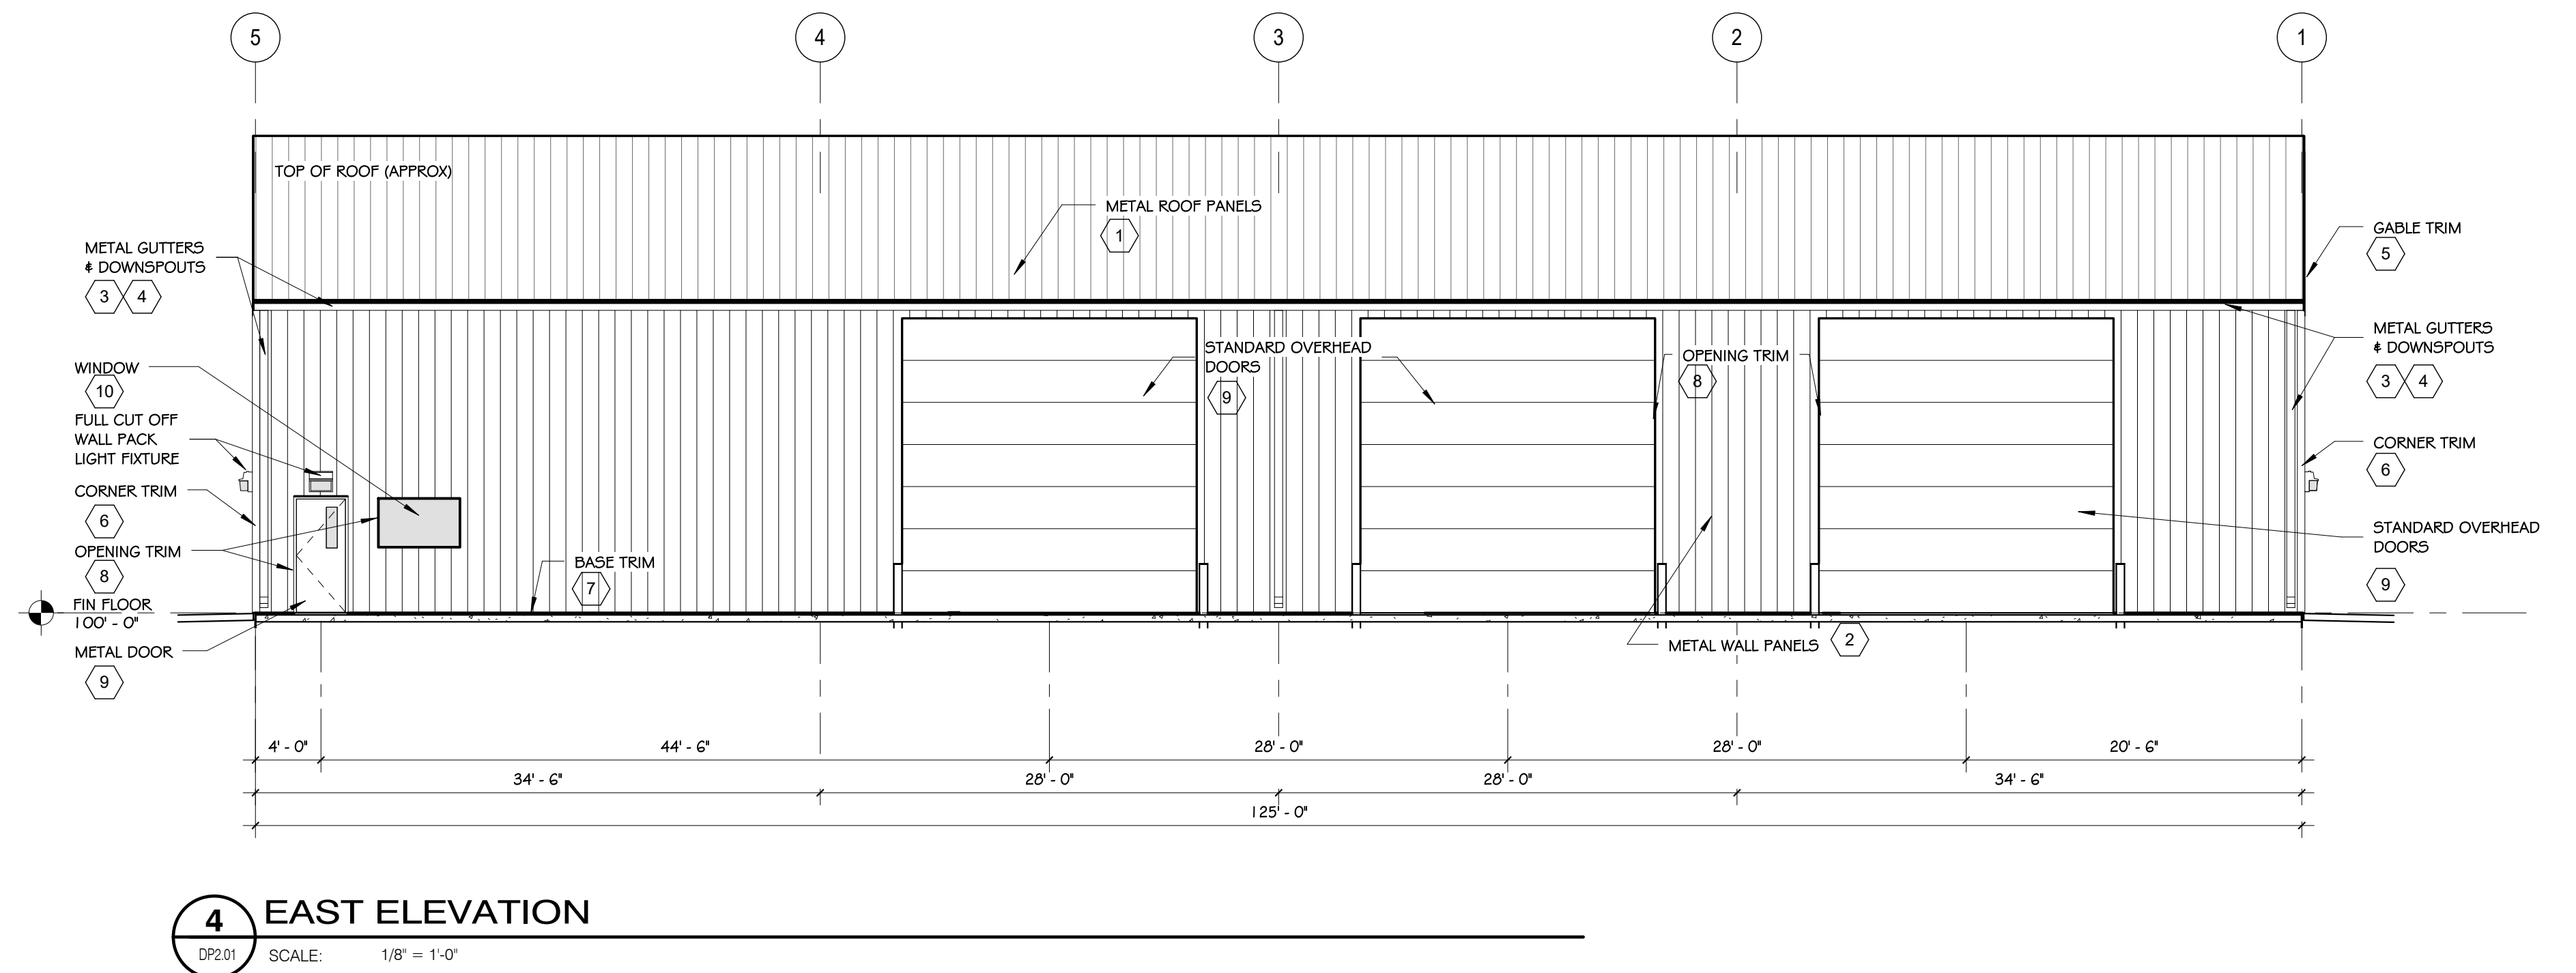 5 4 3 2 1
TOP OF ROOF (APPROX)
METAL ROOF PANELS
1
GABLE TRIM
5
METAL GUTTERS
& DOWNSPOUTS
3 4
METAL GUTTERS
& DOWNSPOUTS
3 4
WINDOW
10
STANDARD OVERHEAD
DOORS
9
OPENING TRIM
8
FULL CUT OFF
WALL PACK
LIGHT FIXTURE
CORNER TRIM
6
CORNER TRIM
6
OPENING TRIM
8
BASE TRIM
7
STANDARD OVERHEAD
DOORS
9
FIN FLOOR
100' - 0"
METAL DOOR
9
METAL WALL PANELS 2
4' - 0" 44' - 6" 28' - 0" 28' - 0" 20' - 6"
34' - 6" 28' - 0" 28' - 0" 34' - 6"
125' - 0"
4 EAST ELEVATION
DP2.01 SCALE: 1/8" = 1'-0"